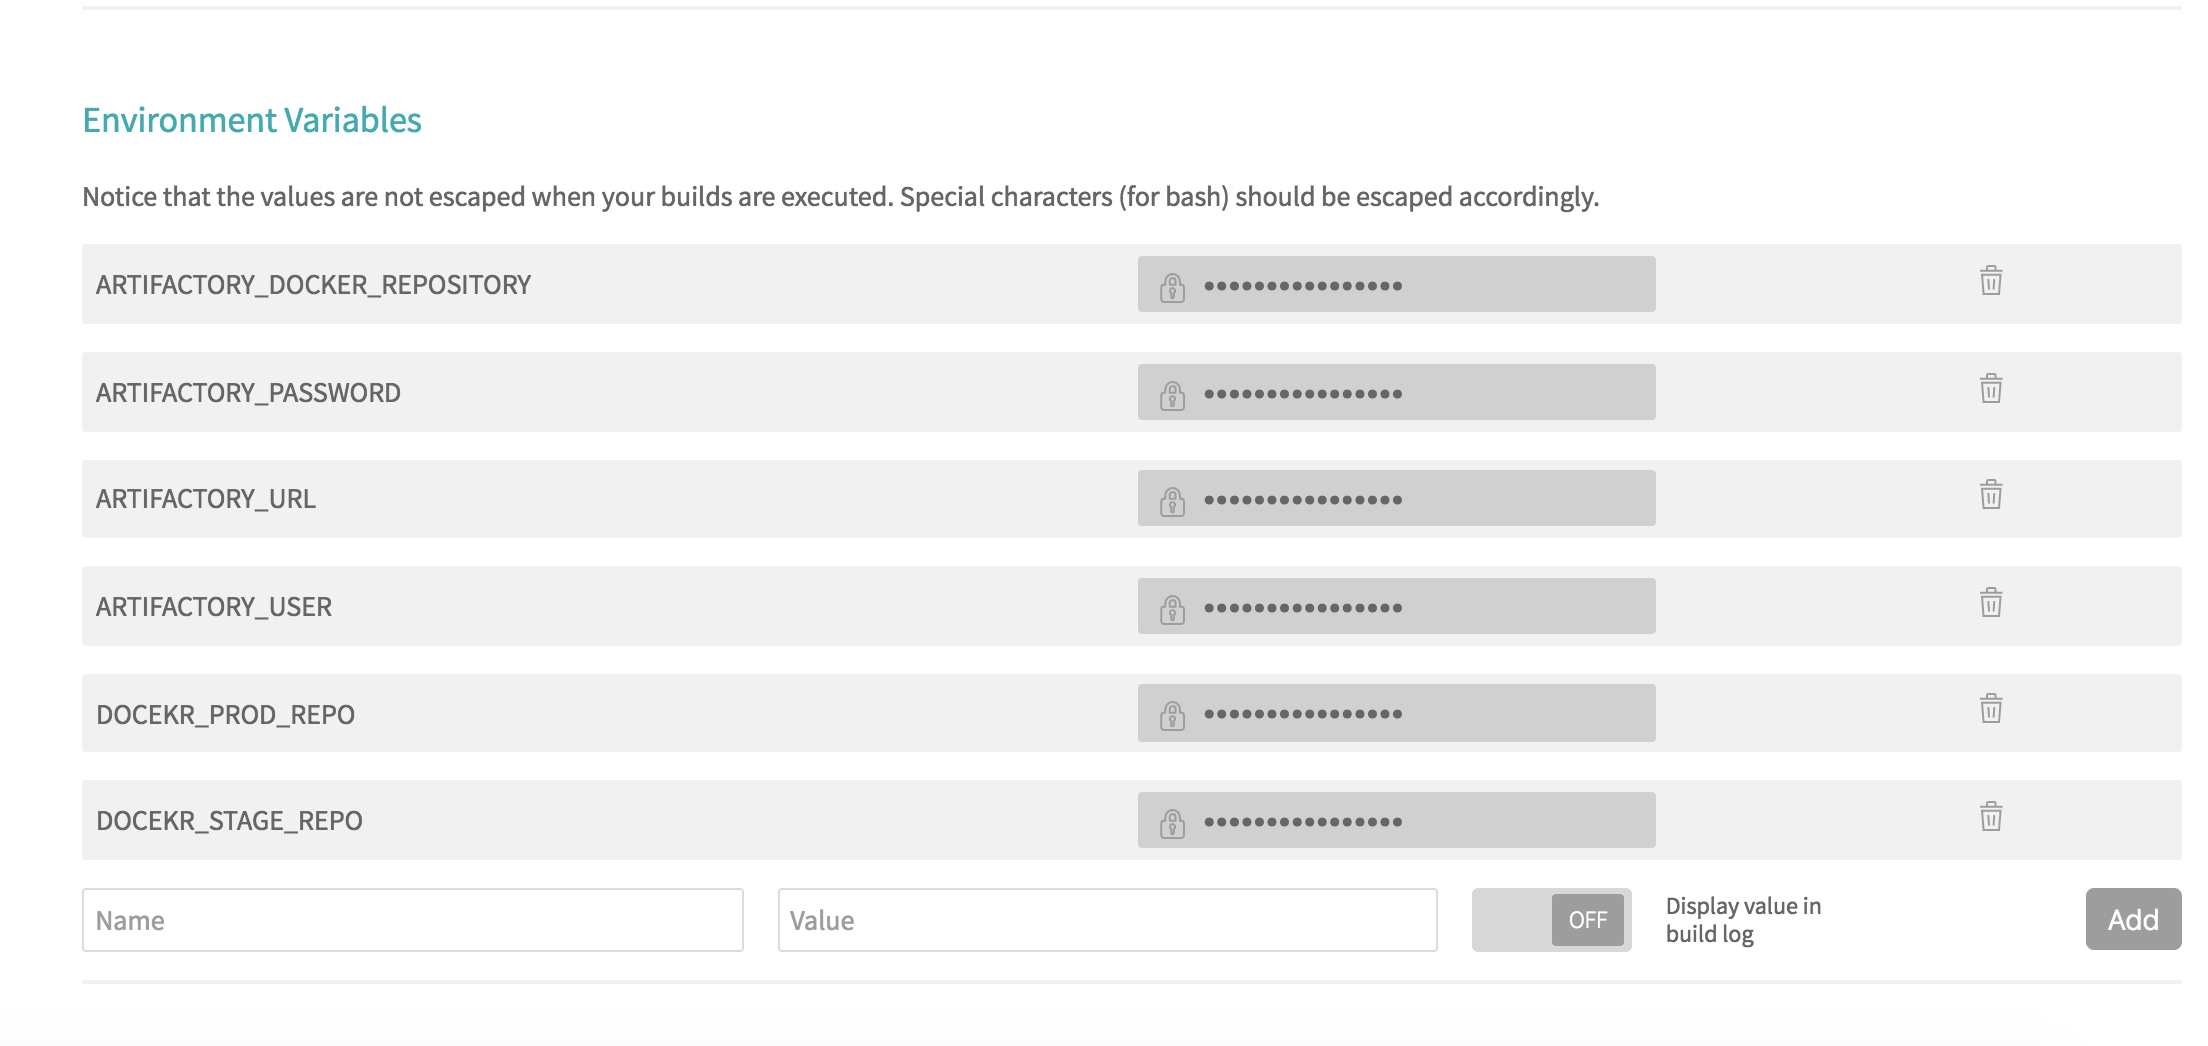 Environment Variables
Notice that the values are not escaped when your builds are executed. Special characters (for bash) should be escaped accordingly.
ARTIFACTORY_DOCKER_REPOSITORY ••••••••••••••••
ARTIFACTORY_PASSWORD ••••••••••••••••
ARTIFACTORY_URL ••••••••••••••••
ARTIFACTORY_USER ••••••••••••••••
DOCEKR_PROD_REPO ••••••••••••••••
DOCEKR_STAGE_REPO ••••••••••••••••
Name Value OFF Display value in
build log
Add